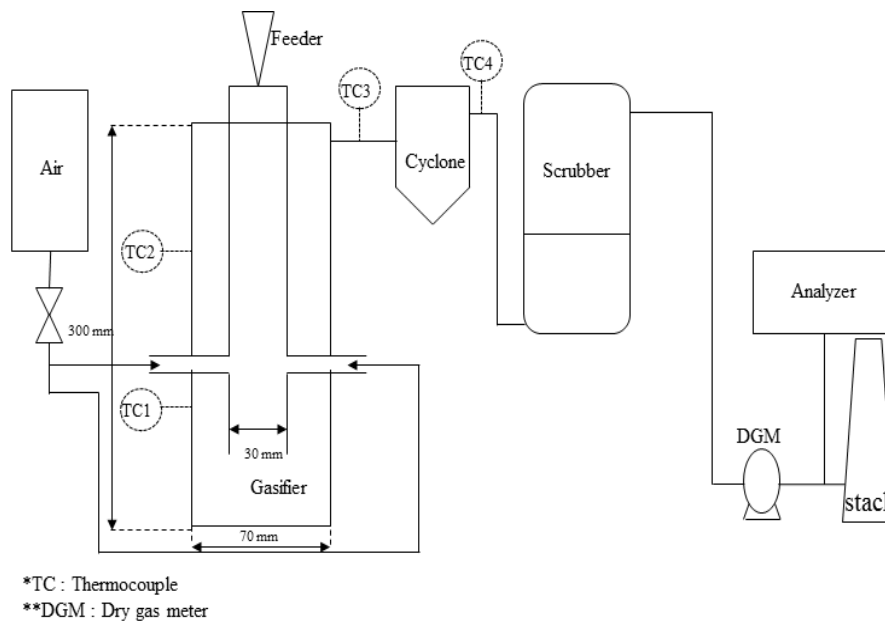 Feeder
TC3
TC4
Air
Cyclone
Scrubber
TC2
Analyzer
300 mm
TC1
30 mm
DGM
Gasifier
stack
70 mm
*TC : Thermocouple
**DGM : Dry gas meter